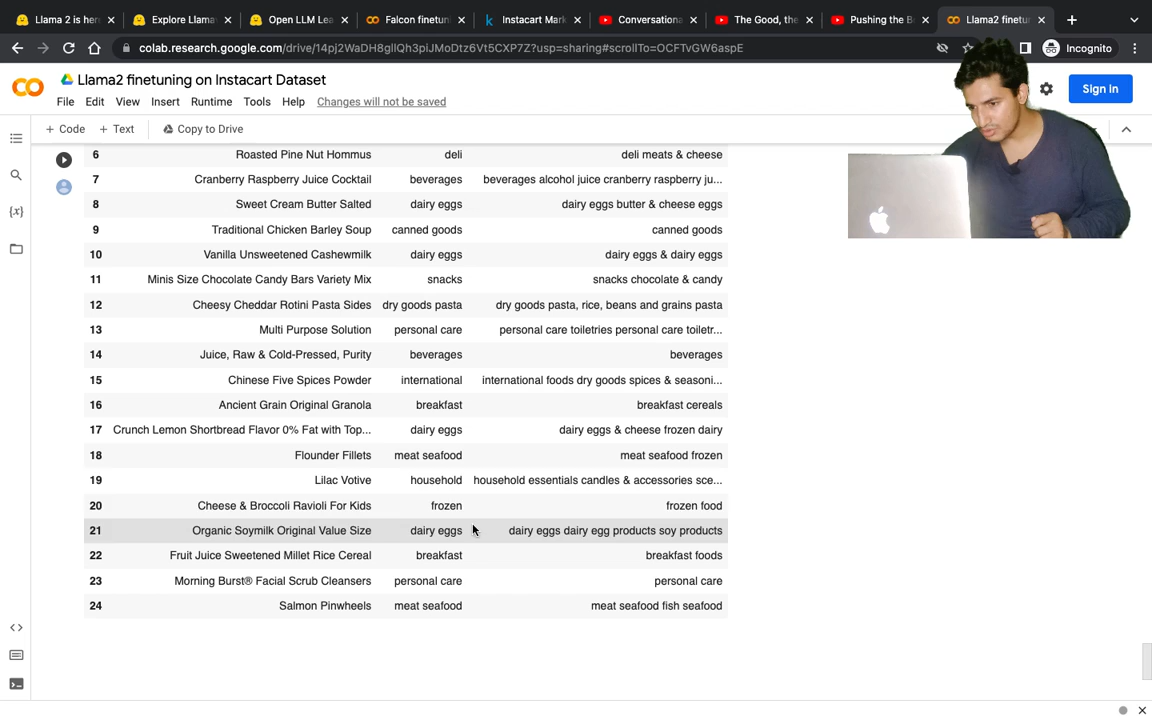 Llama 2 is her
Explore Llama
Open LLM Lea
Falcon finetun
Instacart Mark
Conversationa
The Good, the
Pushing the B
Llama2 finetun
colab.research.google.com/drive/14pj2WaDH8gllQh3piJMoDtz6Vt5CXP7Z?usp=sharing#scrollTo=OCFTvGW6aspE
Incognito
Llama2 finetuning on Instacart Dataset
File Edit View Insert Runtime Tools Help Changes will not be saved
Sign in
+ Code + Text Copy to Drive
6 Roasted Pine Nut Hommus deli deli meats & cheese
7 Cranberry Raspberry Juice Cocktail beverages beverages alcohol juice cranberry raspberry ju...
8 Sweet Cream Butter Salted dairy eggs dairy eggs butter & cheese eggs
9 Traditional Chicken Barley Soup canned goods canned goods
10 Vanilla Unsweetened Cashewmilk dairy eggs dairy eggs & dairy eggs
11 Minis Size Chocolate Candy Bars Variety Mix snacks snacks chocolate & candy
12 Cheesy Cheddar Rotini Pasta Sides dry goods pasta dry goods pasta, rice, beans and grains pasta
13 Multi Purpose Solution personal care personal care toiletries personal care toiletr...
14 Juice, Raw & Cold-Pressed, Purity beverages beverages
15 Chinese Five Spices Powder international international foods dry goods spices & seasoni...
16 Ancient Grain Original Granola breakfast breakfast cereals
17 Crunch Lemon Shortbread Flavor 0% Fat with Top... dairy eggs dairy eggs & cheese frozen dairy
18 Flounder Fillets meat seafood meat seafood frozen
19 Lilac Votive household household essentials candles & accessories sce...
20 Cheese & Broccoli Ravioli For Kids frozen frozen food
21 Organic Soymilk Original Value Size dairy eggs dairy eggs dairy egg products soy products
22 Fruit Juice Sweetened Millet Rice Cereal breakfast breakfast foods
23 Morning Burst® Facial Scrub Cleansers personal care personal care
24 Salmon Pinwheels meat seafood meat seafood fish seafood